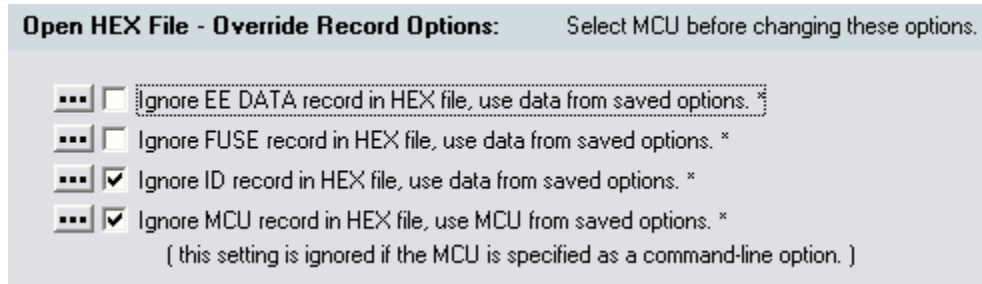 Open HEX File - Override Record Options: Select MCU before changing these options.
Ignore EE DATA record in HEX file, use data from saved options. *
Ignore FUSE record in HEX file, use data from saved options. *
Ignore ID record in HEX file, use data from saved options. *
Ignore MCU record in HEX file, use MCU from saved options. *
( this setting is ignored if the MCU is specified as a command-line option. )